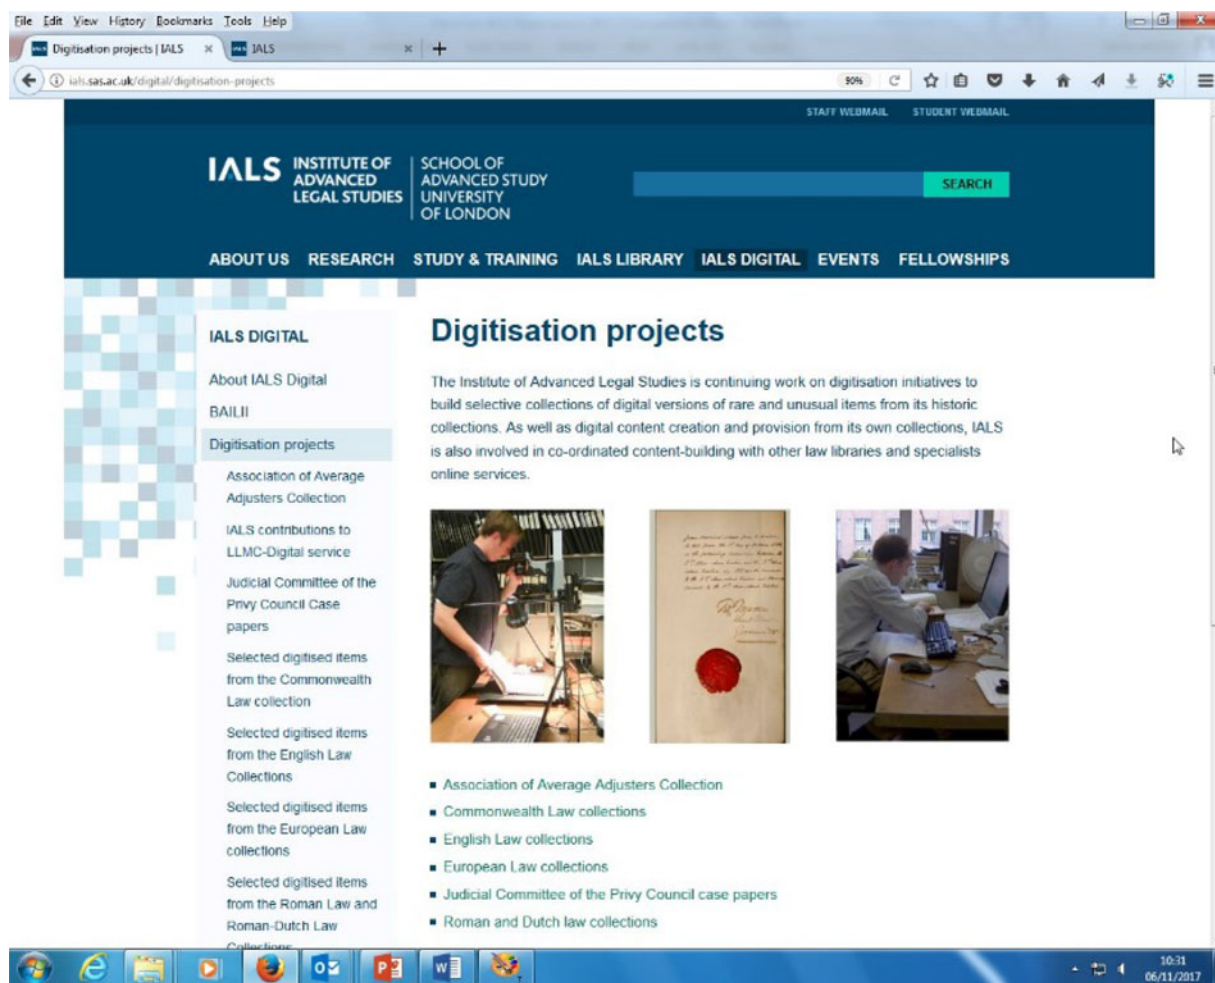 File Edit View History Bookmarks Tools Help
Digitisation projects | IALS × IALS × +
ials.sas.ac.uk/digital/digitisation-projects 90%
STAFF WEBMAIL STUDENT WEBMAIL
IALS INSTITUTE OF ADVANCED LEGAL STUDIES
SCHOOL OF ADVANCED STUDY UNIVERSITY OF LONDON
SEARCH
ABOUT US RESEARCH STUDY & TRAINING IALS LIBRARY IALS DIGITAL EVENTS FELLOWSHIPS
IALS DIGITAL
About IALS Digital
BAILII
Digitisation projects
Association of Average
Adjusters Collection
IALS contributions to
LLMC-Digital service
Judicial Committee of the
Privy Council Case
papers
Selected digitised items
from the Commonwealth
Law collection
Selected digitised items
from the English Law
Collections
Selected digitised items
from the European Law
collections
Selected digitised items
from the Roman Law and
Roman-Dutch Law
Collections
Digitisation projects
The Institute of Advanced Legal Studies is continuing work on digitisation initiatives to
build selective collections of digital versions of rare and unusual items from its historic
collections. As well as digital content creation and provision from its own collections, IALS
is also involved in co-ordinated content-building with other law libraries and specialists
online services.
Association of Average Adjusters Collection
Commonwealth Law collections
English Law collections
European Law collections
Judicial Committee of the Privy Council case papers
Roman and Dutch law collections
10:31
06/11/2017